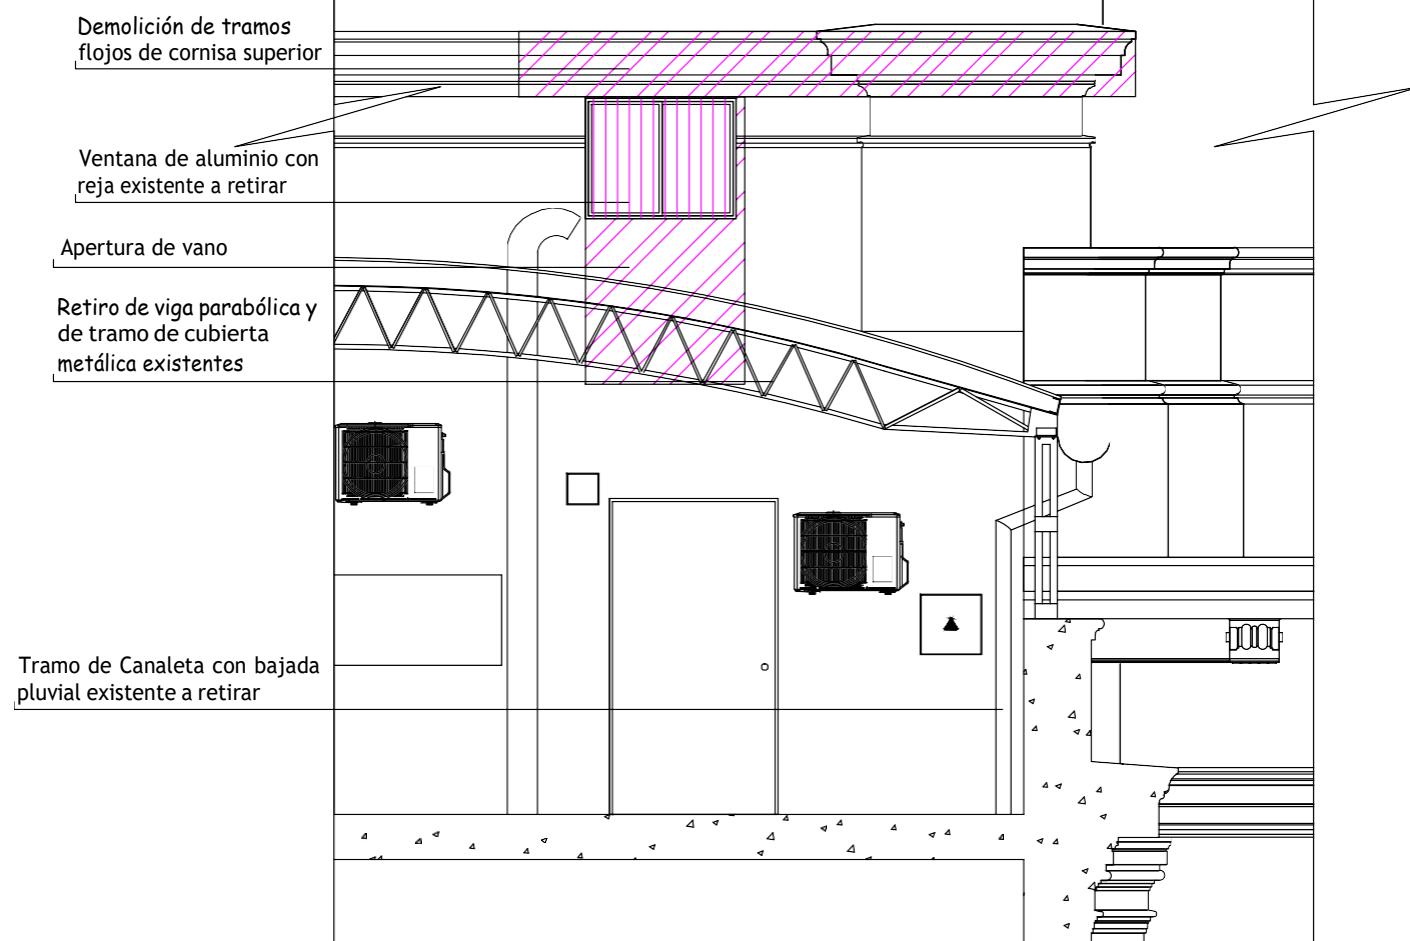 Demolición de tramos
flojos de cornisa superior
Ventana de aluminio con
reja existente a retirar
Apertura de vano
Retiro de viga parabólica y
de tramo de cubierta
metálica existentes
Tramo de Canaleta con bajada
pluvial existente a retirar